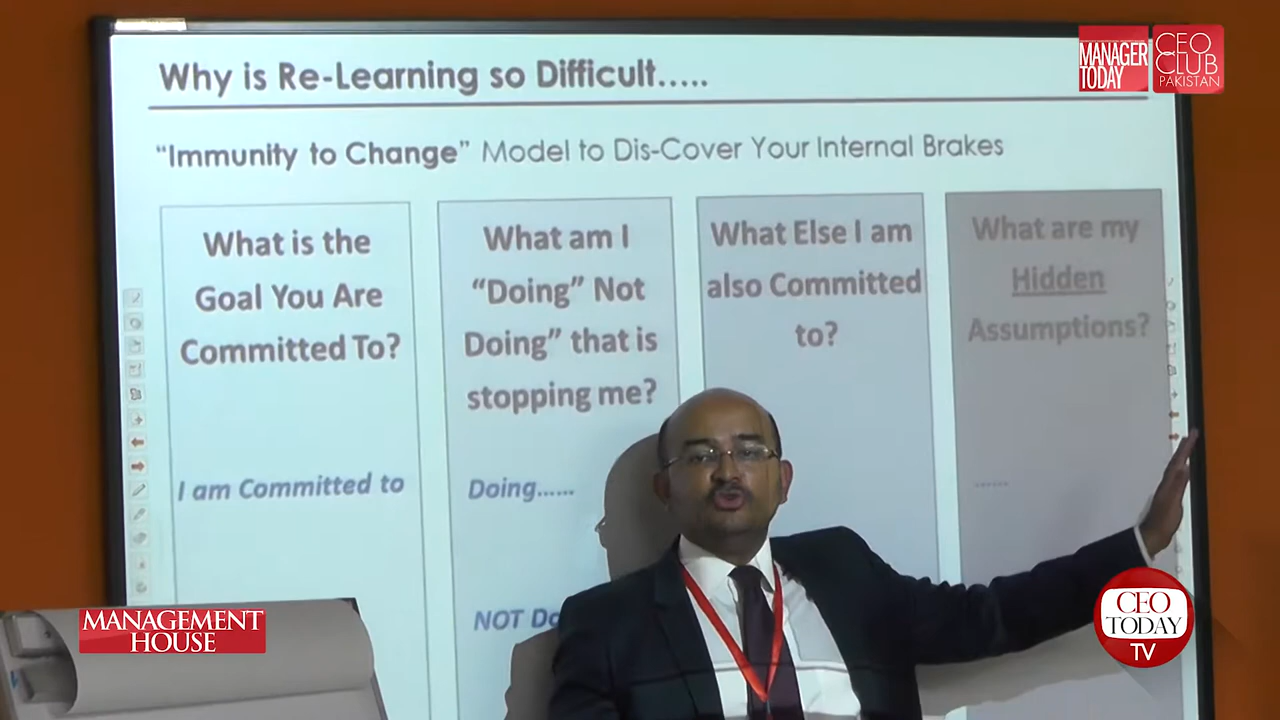 Why is Re-Learning so Difficult.....
“Immunity to Change” Model to Dis-Cover Your Internal Brakes
What is the
Goal You Are
Committed To?
I am Committed to
What am I
“Doing” Not
Doing” that is
stopping me?
Doing......
NOT Do
What Else I am
also Committed
to?
What are my
Hidden
Assumptions?
......
MANAGER
TODAY
CEO
CLUB
PAKISTAN
MANAGEMENT
HOUSE
CEO
TODAY
TV